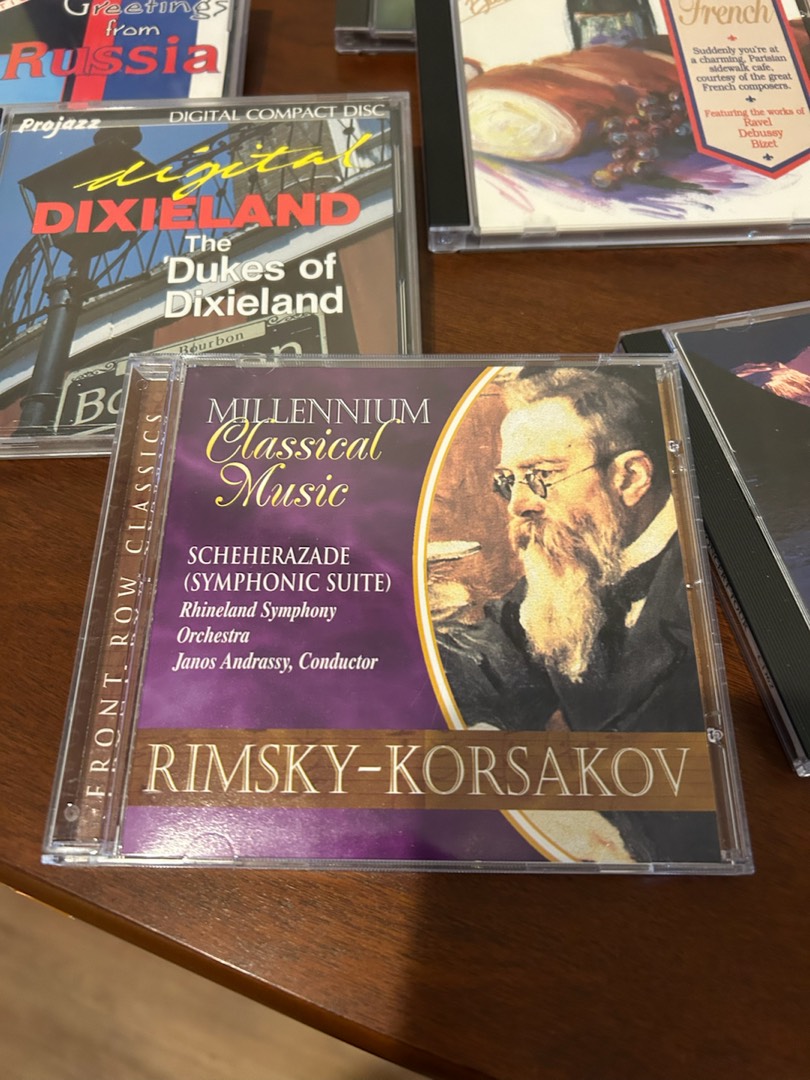 Greetings
from
Russia
Projazz
DIGITAL COMPACT DISC
digital
DIXIELAND
The
Dukes of
Dixieland
Bourbon
French
Suddenly you're at
a charming, Parisian
sidewalk cafe,
courtesy of the great
French composers.
Featuring the works of
Ravel
Debussy
Bizet
FRONT ROW CLASSICS
MILLENNIUM
Classical
Music
SCHEHERAZADE
(SYMPHONIC SUITE)
Rhineland Symphony
Orchestra
Janos Andrassy, Conductor
RIMSKY-KORSAKOV